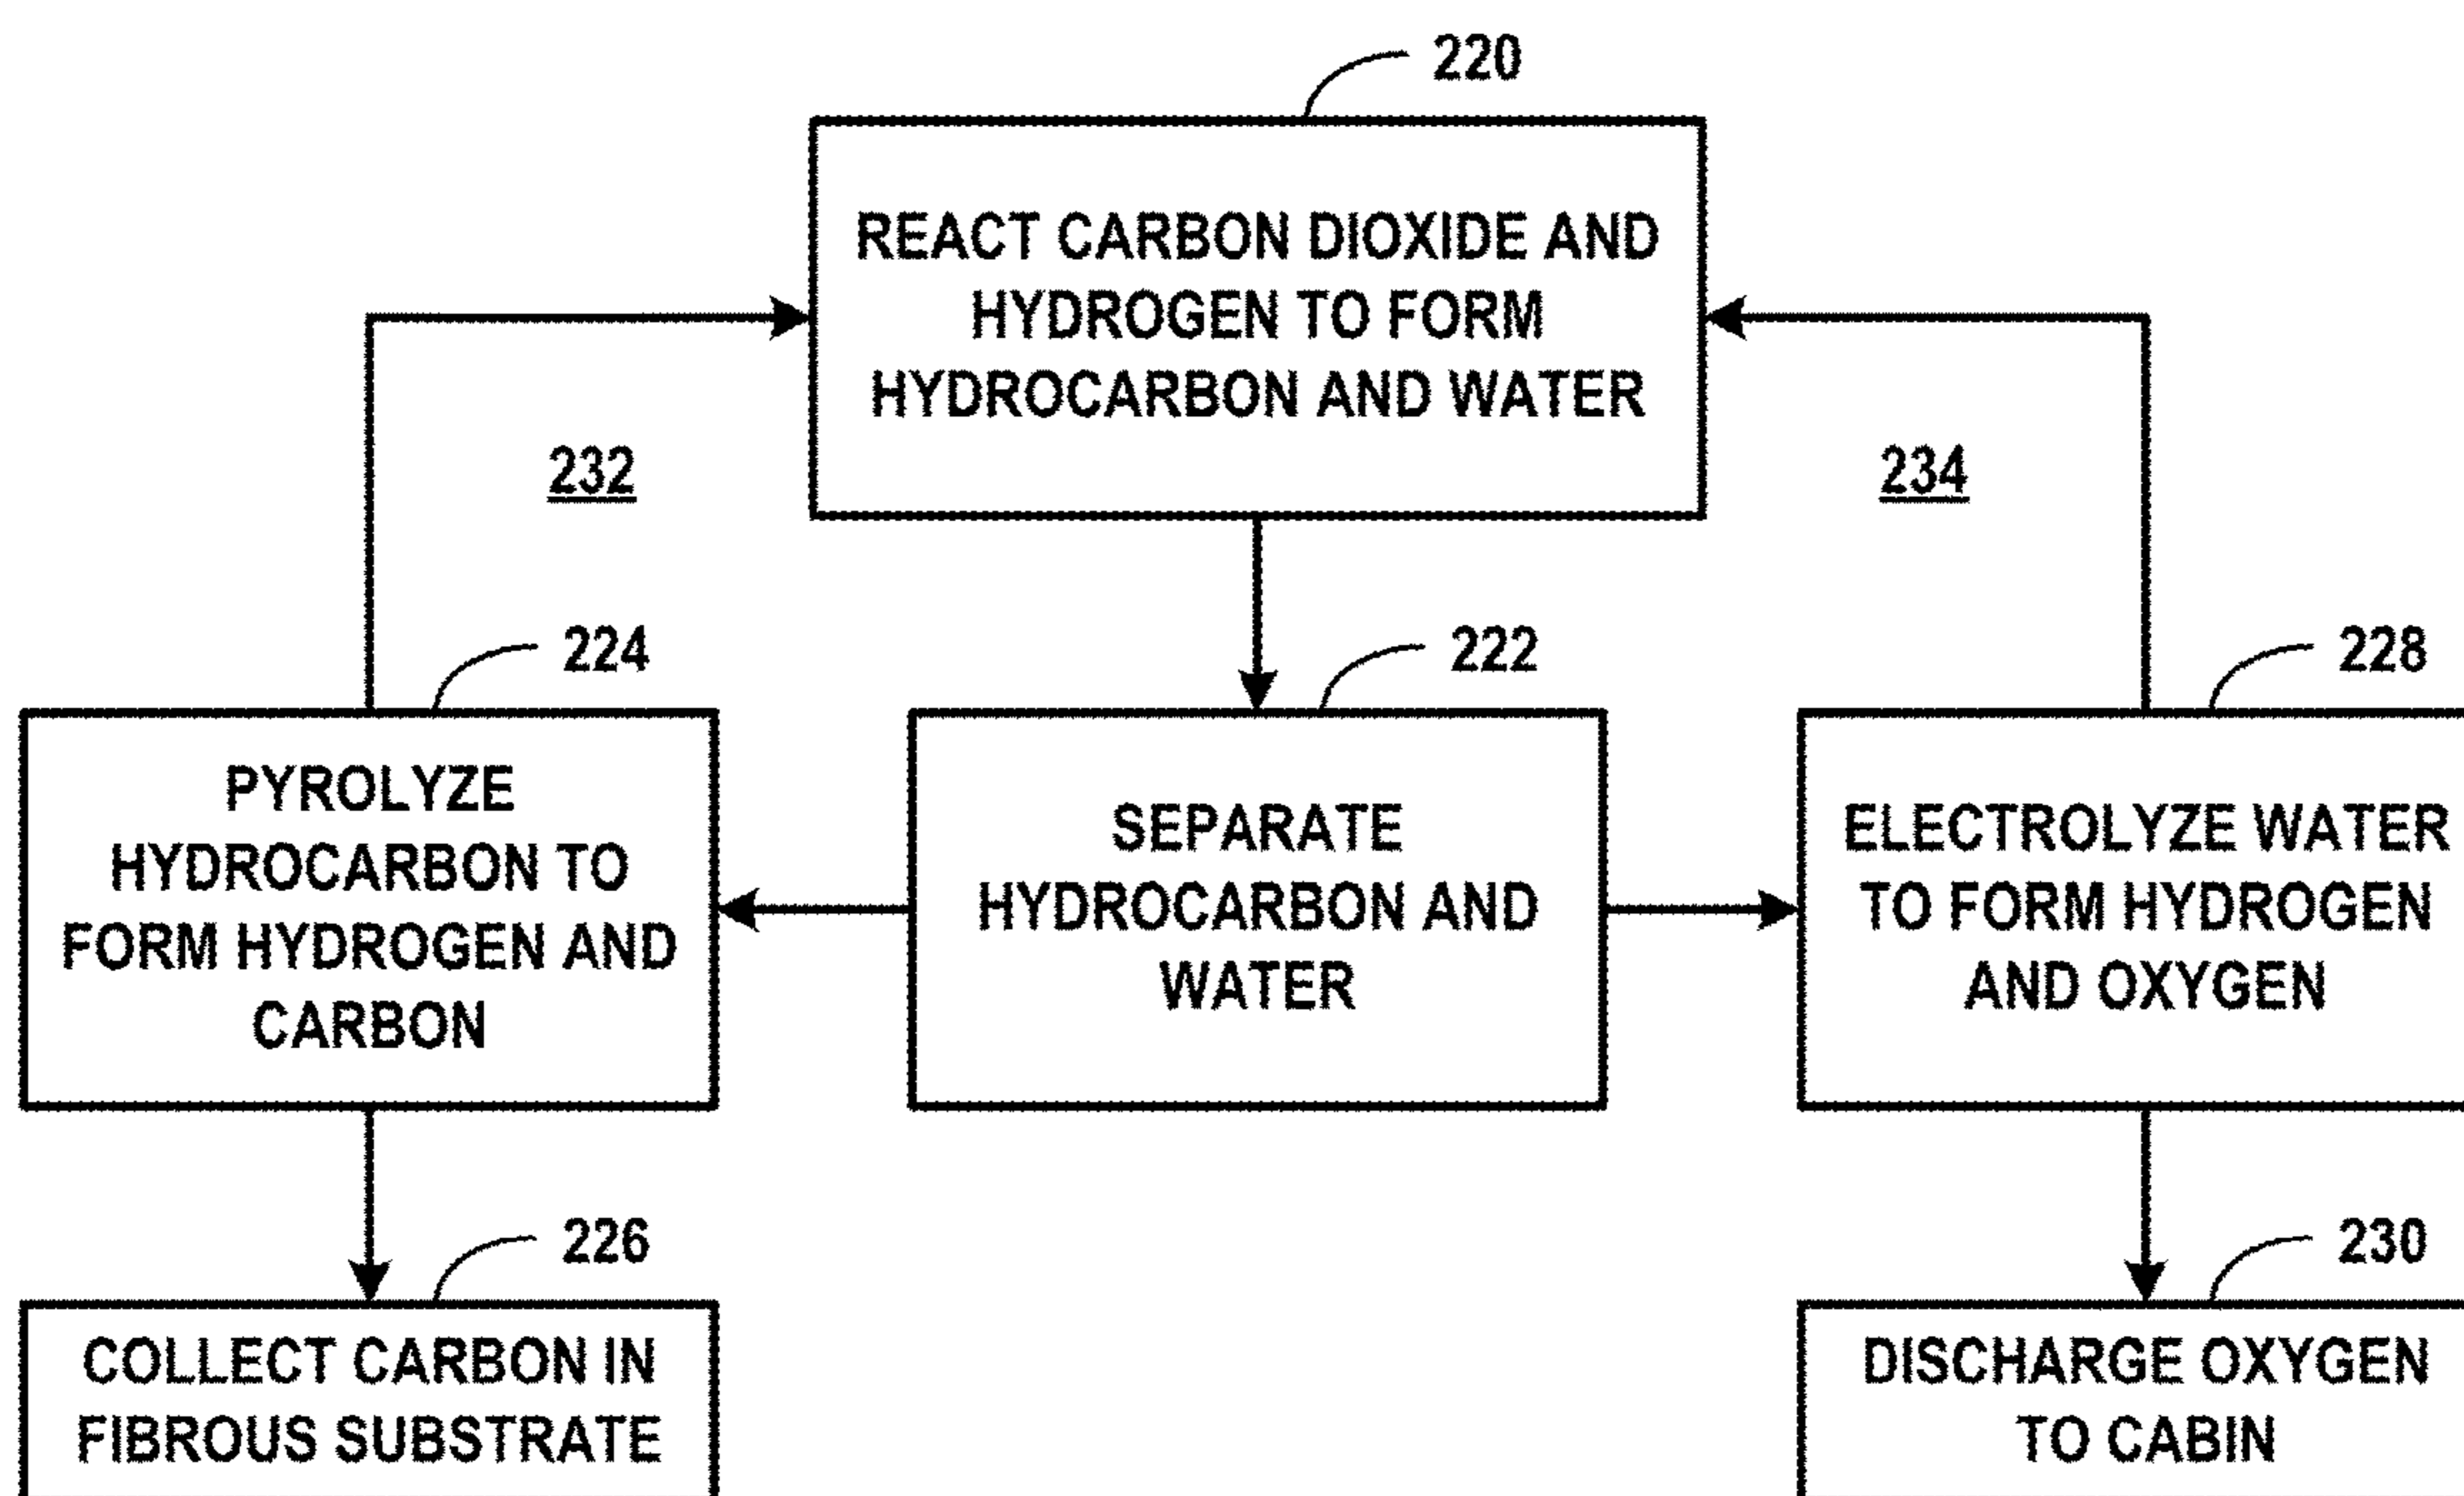 220
REACT CARBON DIOXIDE AND
HYDROGEN TO FORM
HYDROCARBON AND WATER
232
234
224
PYROLYZE
HYDROCARBON TO
FORM HYDROGEN AND
CARBON
222
SEPARATE
HYDROCARBON AND
WATER
228
ELECTROLYZE WATER
TO FORM HYDROGEN
AND OXYGEN
226
COLLECT CARBON IN
FIBROUS SUBSTRATE
230
DISCHARGE OXYGEN
TO CABIN